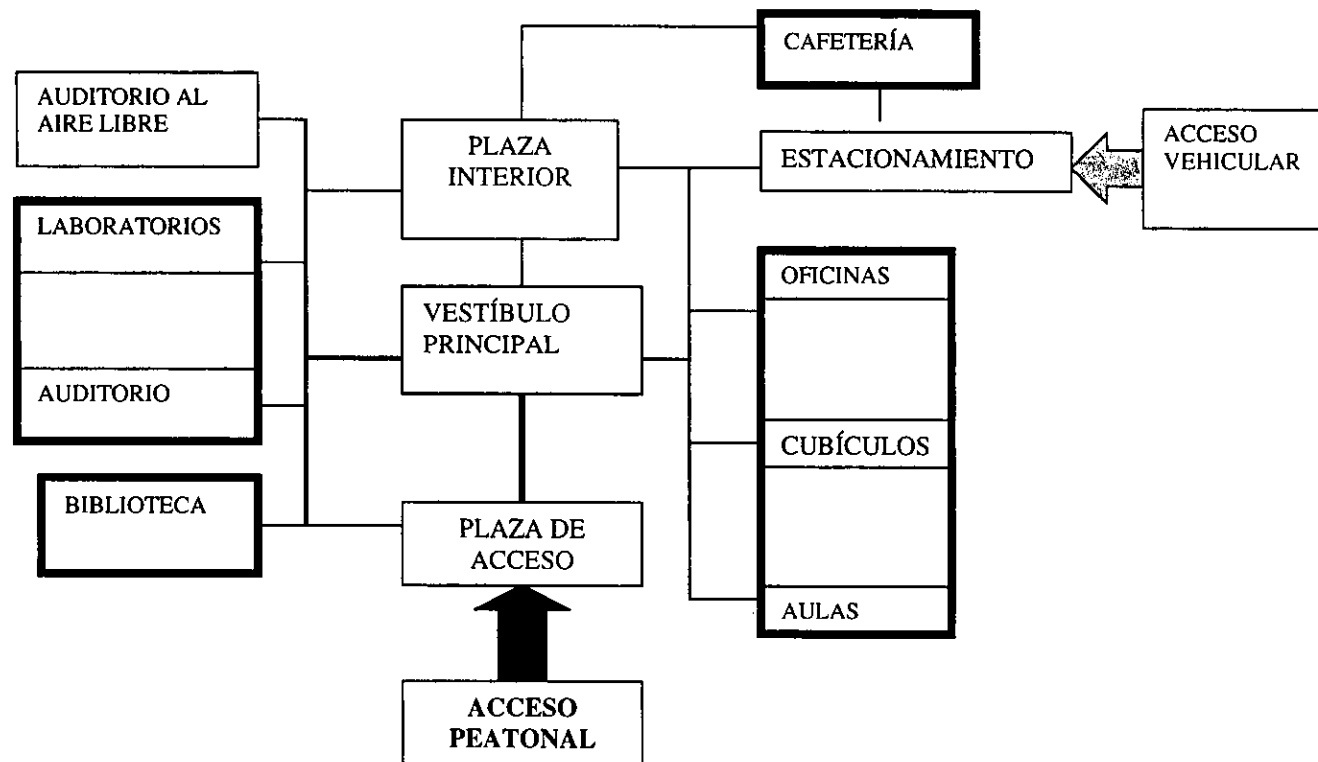 CAFETERÍA
AUDITORIO AL
AIRE LIBRE
PLAZA
INTERIOR
ESTACIONAMIENTO
ACCESO
VEHICULAR
LABORATORIOS
OFICINAS
VESTÍBULO
PRINCIPAL
AUDITORIO
CUBÍCULOS
BIBLIOTECA
PLAZA DE
ACCESO
AULAS
ACCESO
PEATONAL